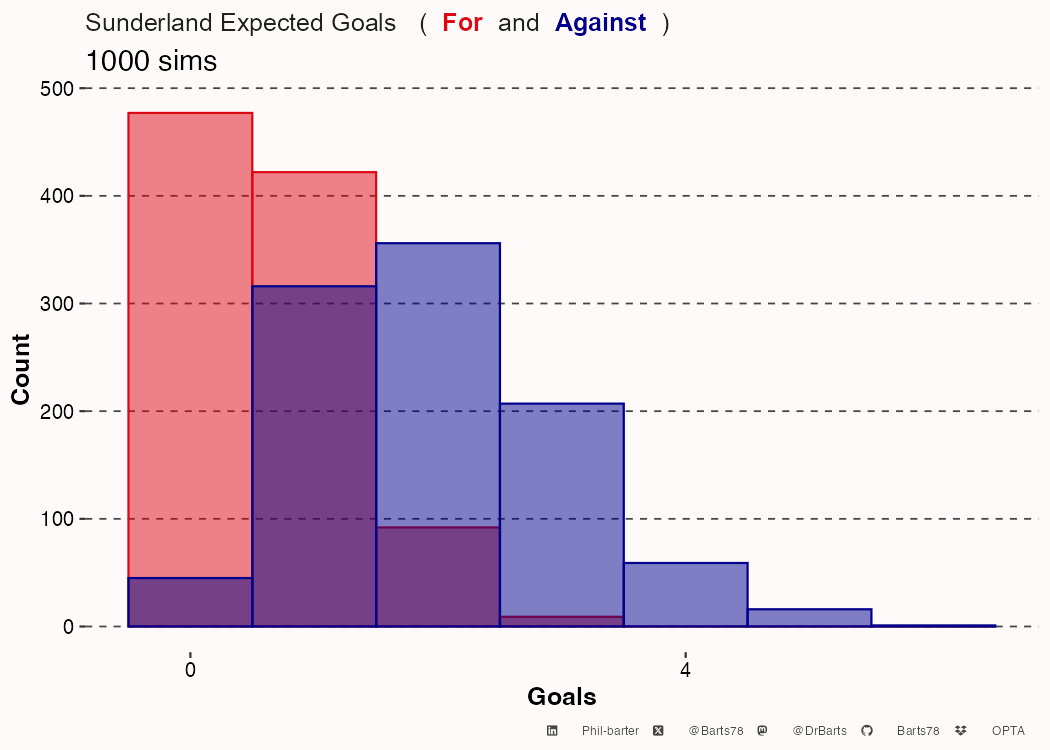 Sunderland Expected Goals ( For and Against )
1000 sims
500
400
300
200
100
0
Count
0 4
Goals
Phil-barter @Barts78 @DrBarts Barts78 OPTA